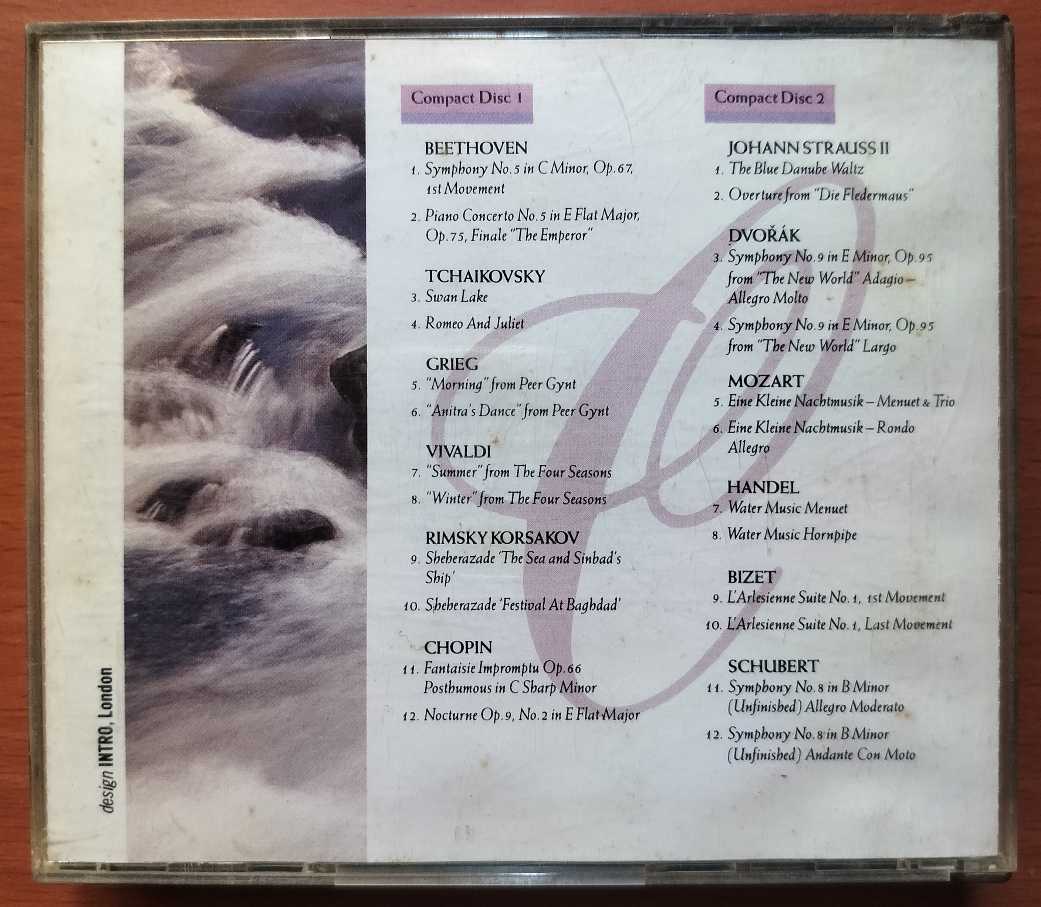 Compact Disc 1
BEETHOVEN
1. Symphony No. 5 in C Minor, Op. 67,
1st Movement
2. Piano Concerto No. 5 in E Flat Major,
Op. 75, Finale "The Emperor"
TCHAIKOVSKY
3. Swan Lake
4. Romeo And Juliet
GRIEG
5. "Morning" from Peer Gynt
6. "Anitra's Dance" from Peer Gynt
VIVALDI
7. "Summer" from The Four Seasons
8. "Winter" from The Four Seasons
RIMSKY KORSAKOV
9. Sheherazade 'The Sea and Sinbad's
Ship'
10. Sheherazade 'Festival At Baghdad'
CHOPIN
11. Fantaisie Impromptu Op. 66
Posthumous in C Sharp Minor
12. Nocturne Op. 9, No. 2 in E Flat Major
Compact Disc 2
JOHANN STRAUSS II
1. The Blue Danube Waltz
2. Overture from "Die Fledermaus"
DVOŘÁK
3. Symphony No. 9 in E Minor, Op. 95
from "The New World" Adagio –
Allegro Molto
4. Symphony No. 9 in E Minor, Op. 95
from "The New World" Largo
MOZART
5. Eine Kleine Nachtmusik – Menuet & Trio
6. Eine Kleine Nachtmusik – Rondo
Allegro
HANDEL
7. Water Music Menuet
8. Water Music Hornpipe
BIZET
9. L'Arlesienne Suite No. 1, 1st Movement
10. L'Arlesienne Suite No. 1, Last Movement
SCHUBERT
11. Symphony No. 8 in B Minor
(Unfinished) Allegro Moderato
12. Symphony No. 8 in B Minor
(Unfinished) Andante Con Moto
design INTRO, London